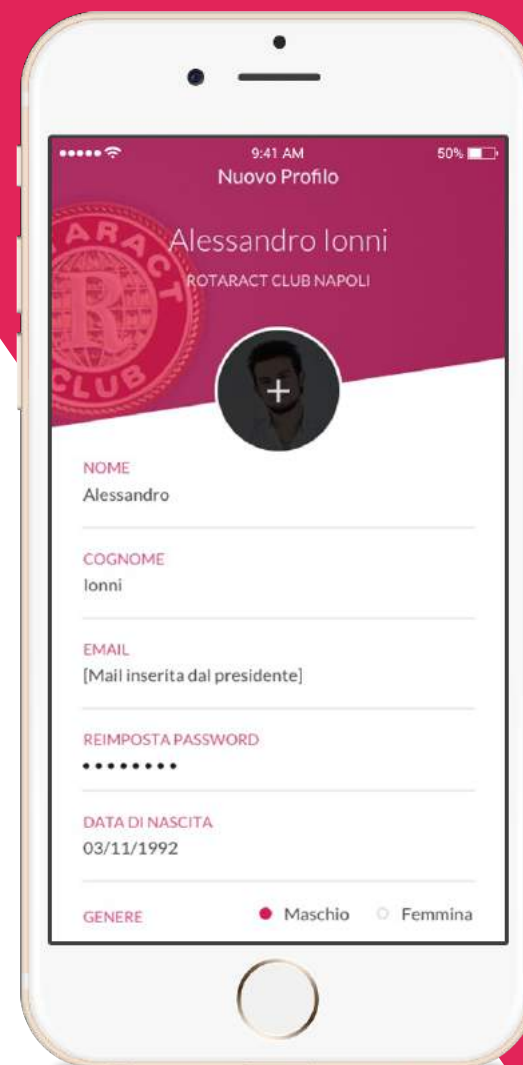 9:41 AM
50%
Nuovo Profilo
Alessandro Ionni
ROTARACT CLUB NAPOLI
ROTARACT
R
CLUB
NOME
Alessandro
COGNOME
Ionni
EMAIL
[Mail inserita dal presidente]
REIMPOSTA PASSWORD
••••••••
DATA DI NASCITA
03/11/1992
GENERE Maschio Femmina